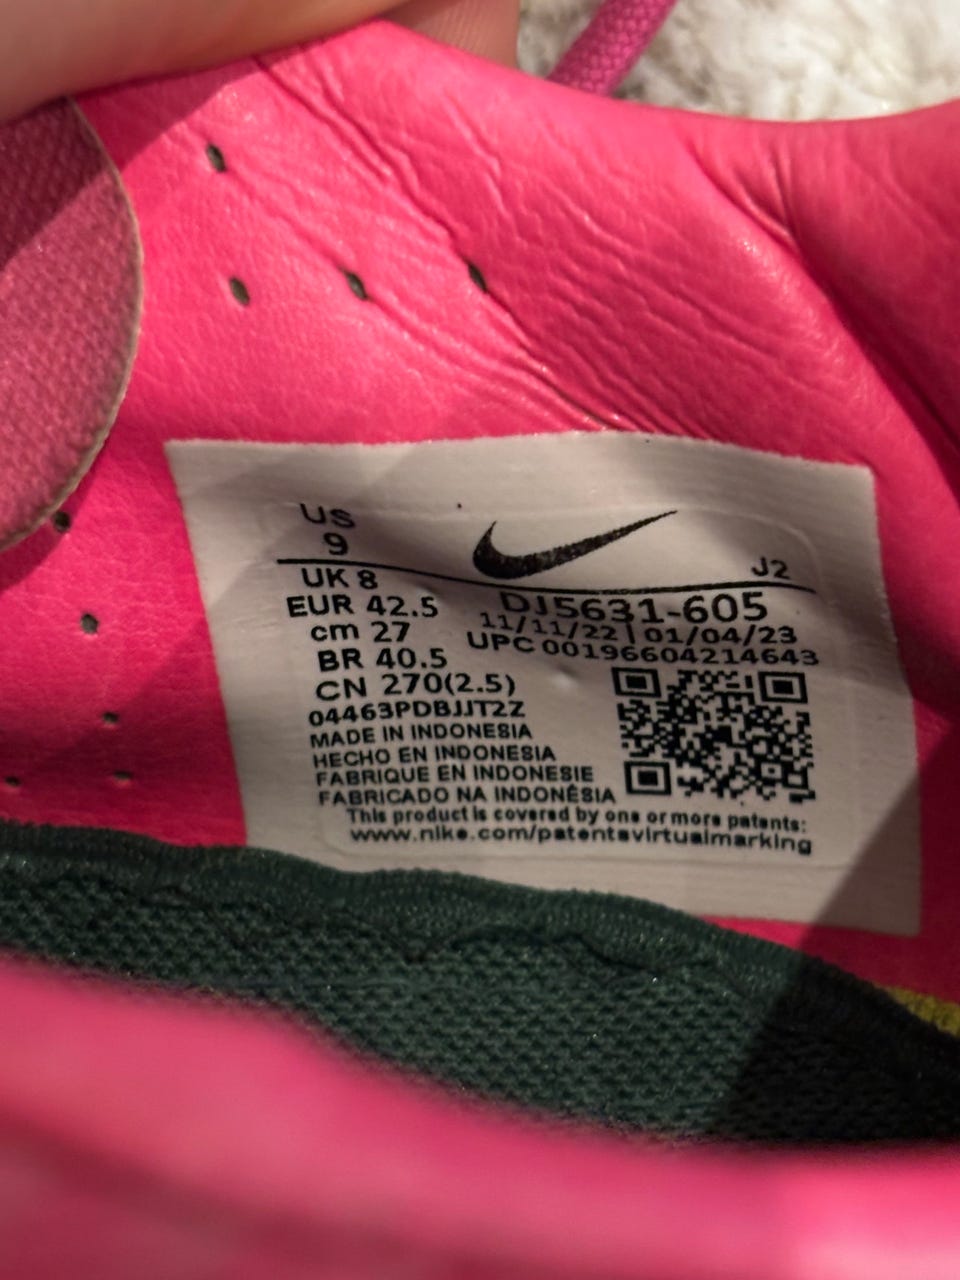 US
9
J2
UK 8
EUR 42.5
cm 27
BR 40.5
CN 270(2.5)
DJ5631-605
11/11/22 | 01/04/23
UPC 00196604214643
04463PDBJJT2Z
MADE IN INDONESIA
HECHO EN INDONESIA
FABRIQUE EN INDONESIE
FABRICADO NA INDONÉSIA
This product is covered by one or more patents:
www.nike.com/patentsvirtualmarking